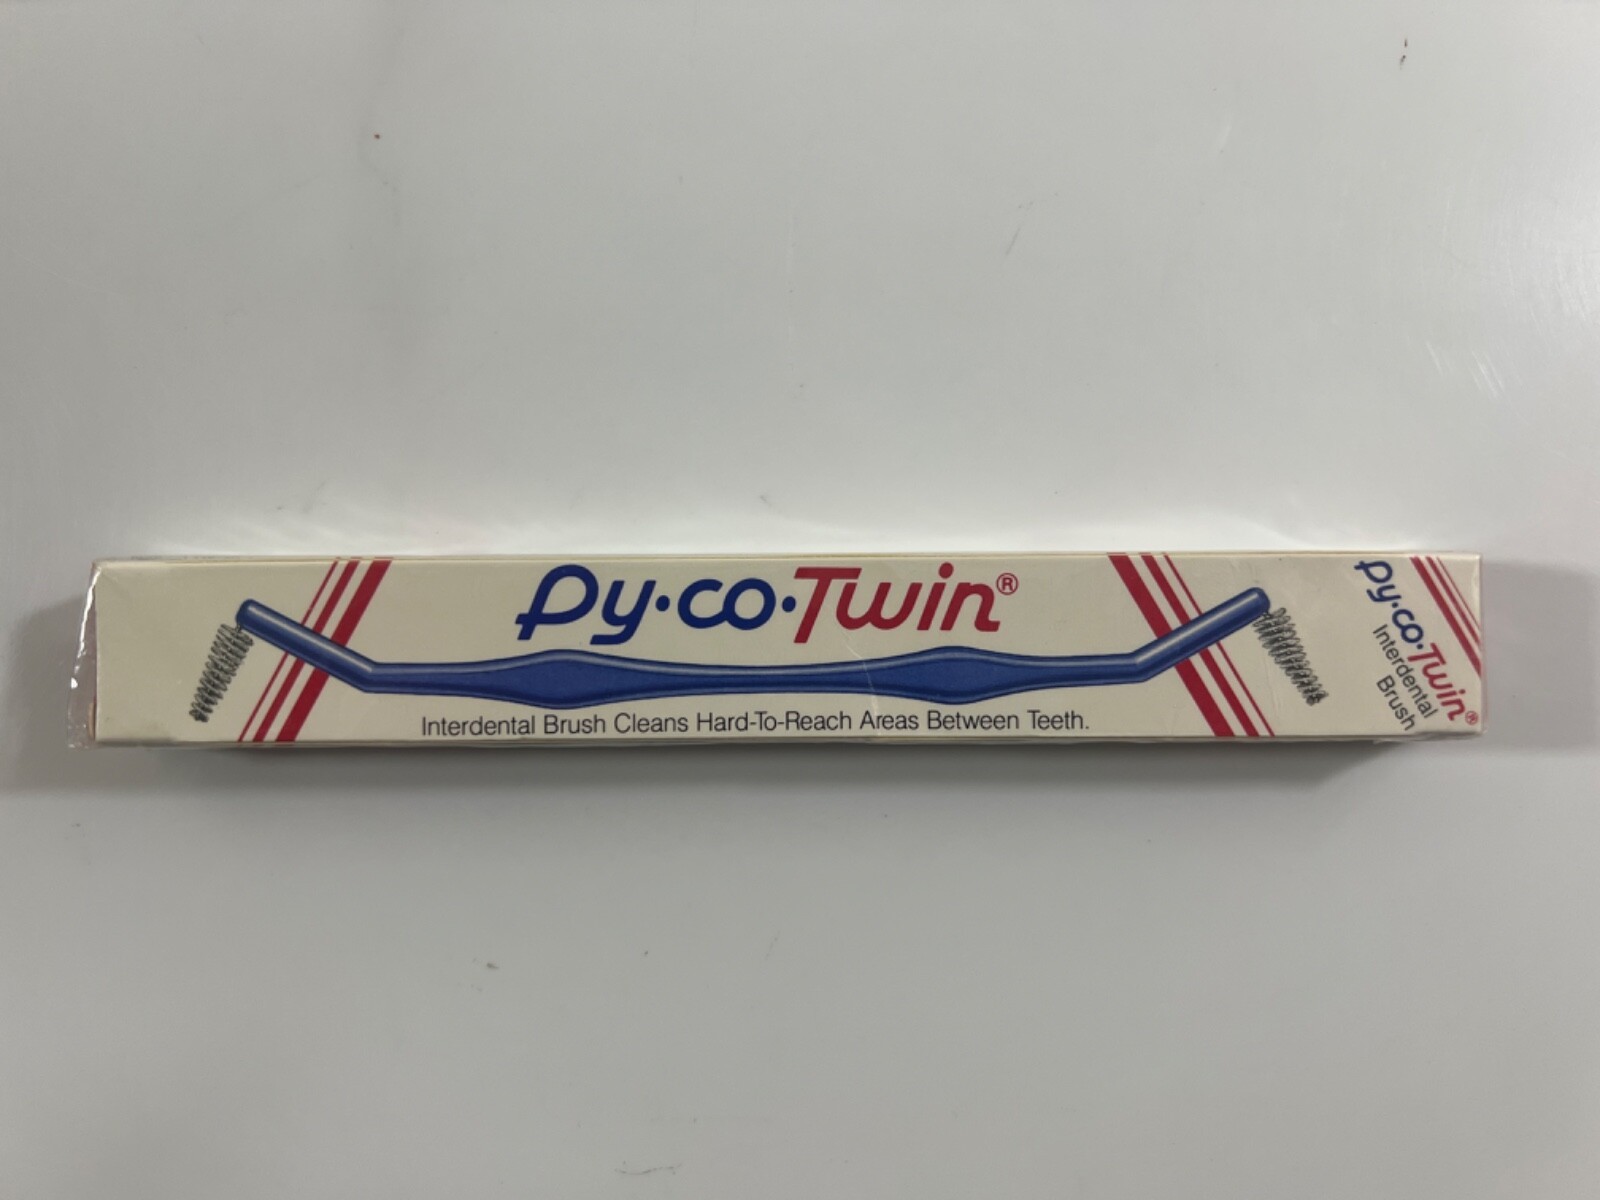 Py·co·Twin®
Interdental Brush Cleans Hard-To-Reach Areas Between Teeth.
Py·co·Twin®
Interdental
Brush